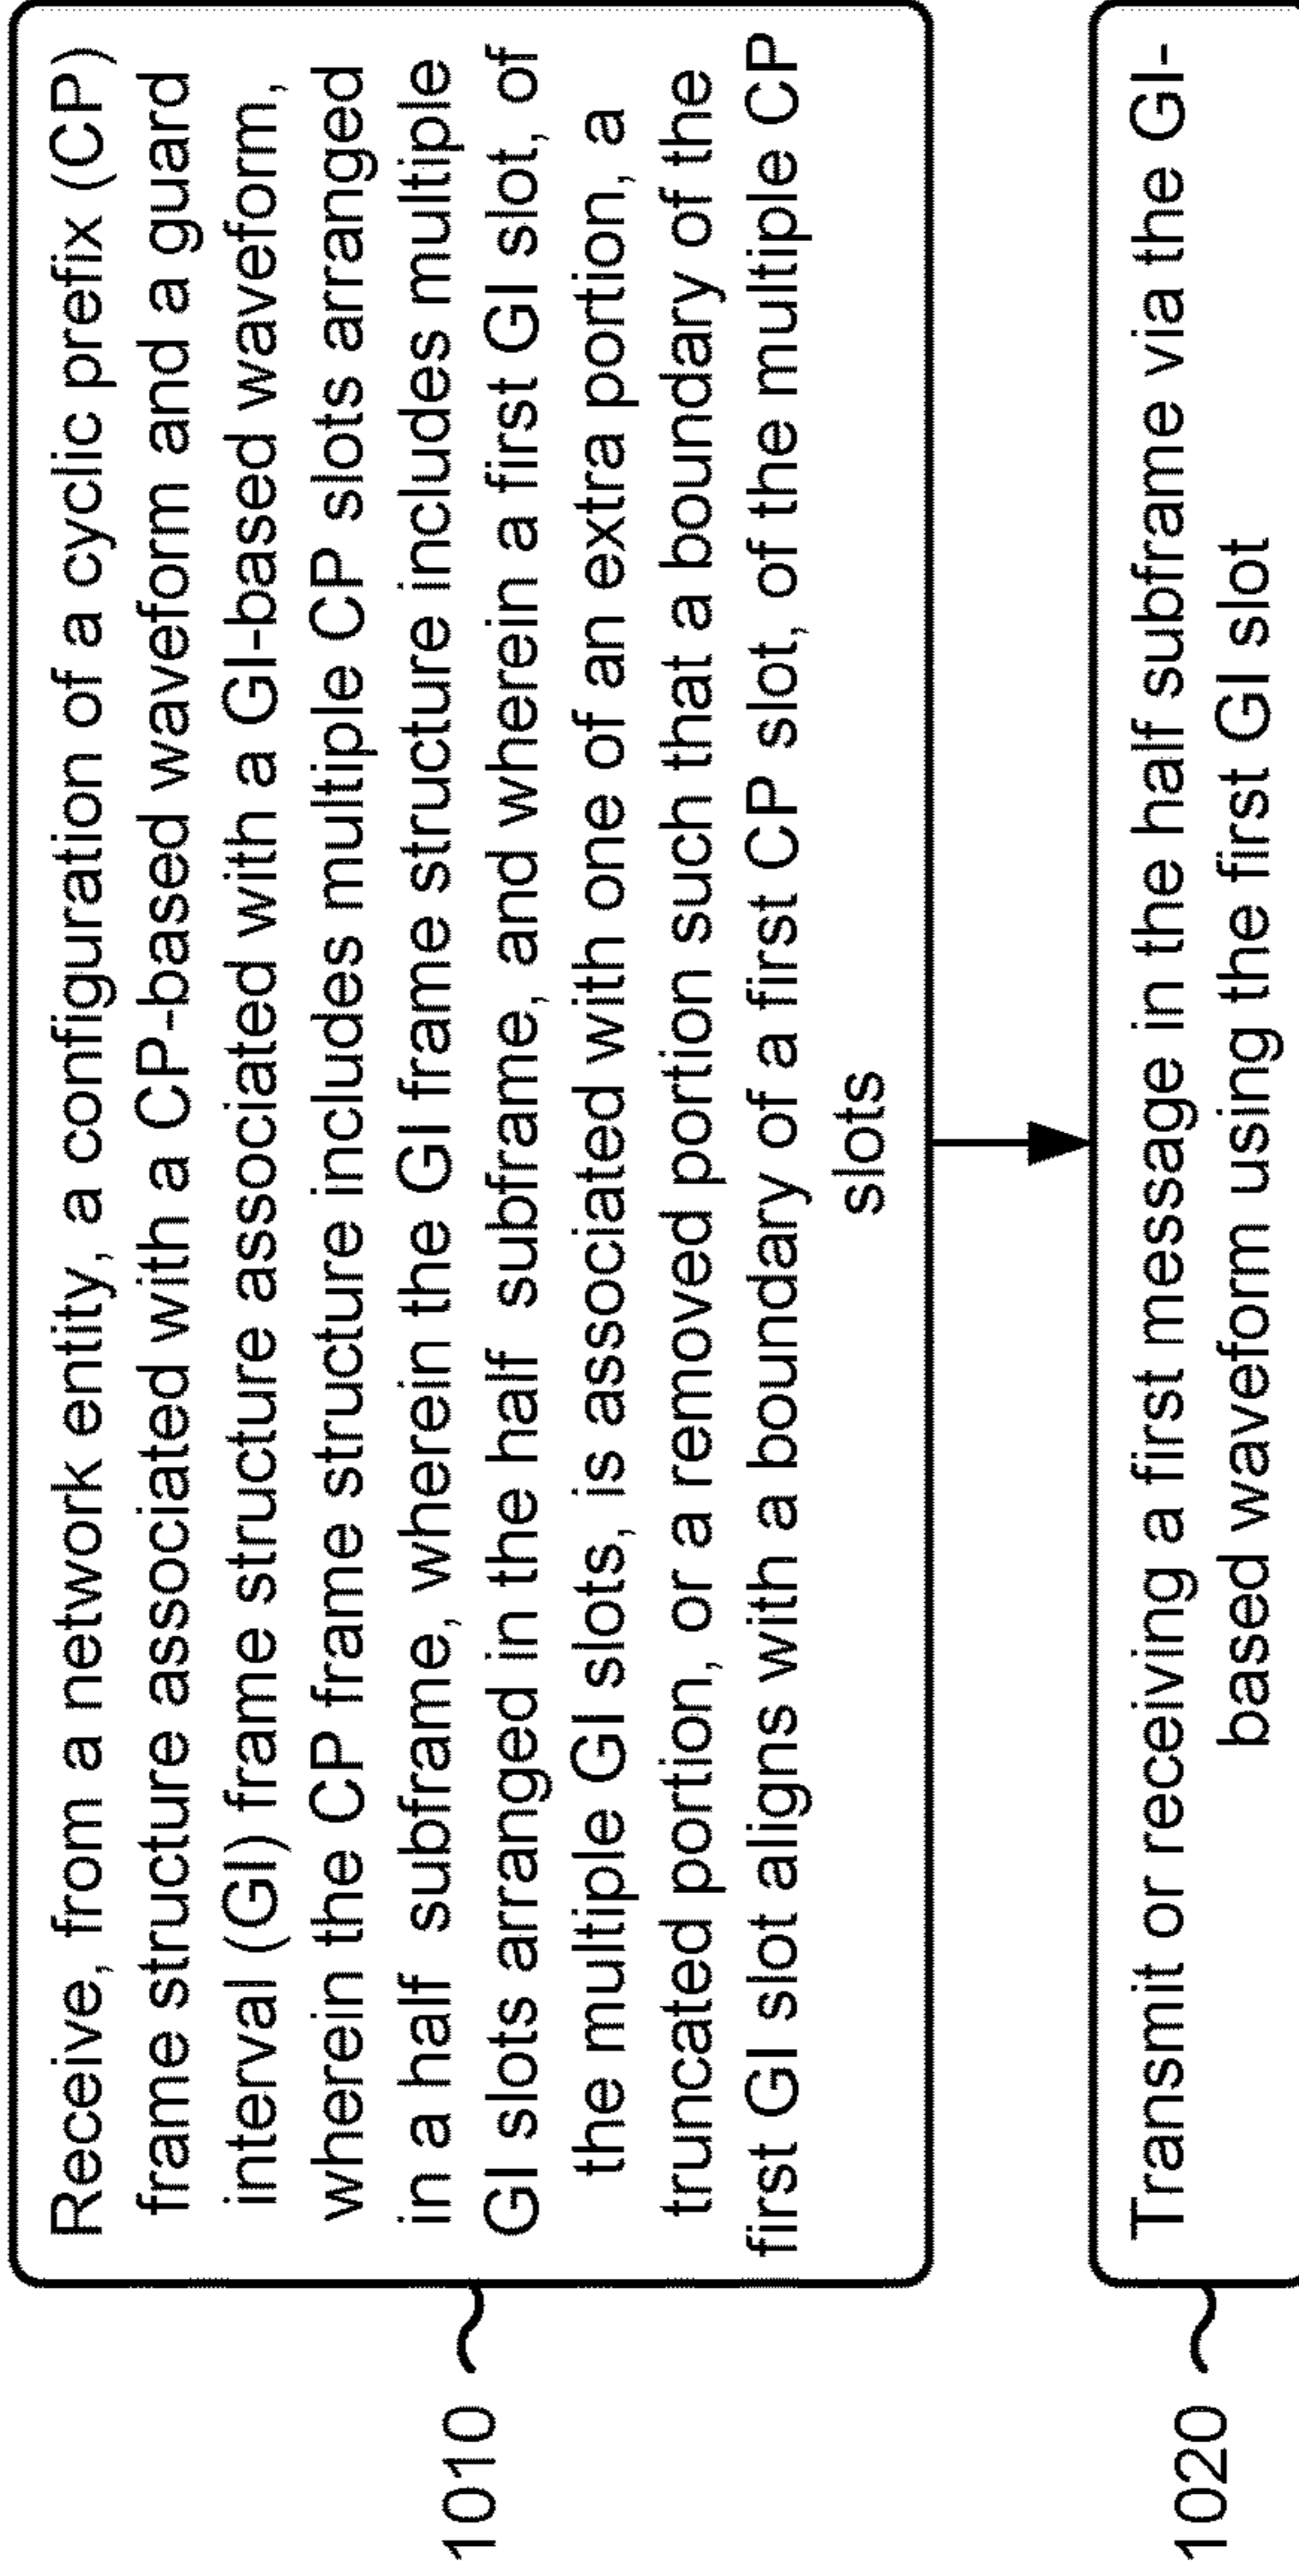 Receive, from a network entity, a configuration of a cyclic prefix (CP)
frame structure associated with a CP-based waveform and a guard
interval (GI) frame structure associated with a GI-based waveform,
wherein the CP frame structure includes multiple CP slots arranged
in a half subframe, wherein the GI frame structure includes multiple
GI slots arranged in the half subframe, and wherein a first GI slot, of
the multiple GI slots, is associated with one of an extra portion, a
truncated portion, or a removed portion such that a boundary of the
first GI slot aligns with a boundary of a first CP slot, of the multiple CP
slots
1010
Transmit or receiving a first message in the half subframe via the GI-
based waveform using the first GI slot
1020